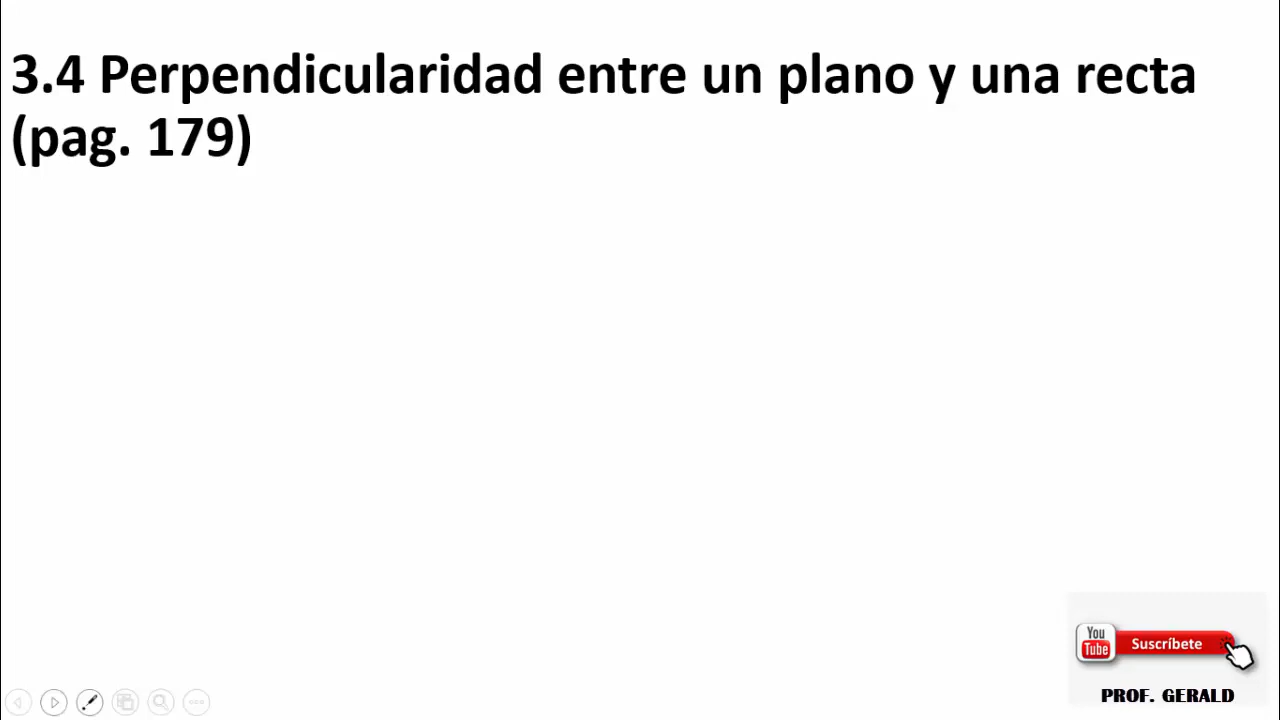 3.4 Perpendicularidad entre un plano y una recta
(pag. 179)
You
Tube
Suscríbete
PROF. GERALD